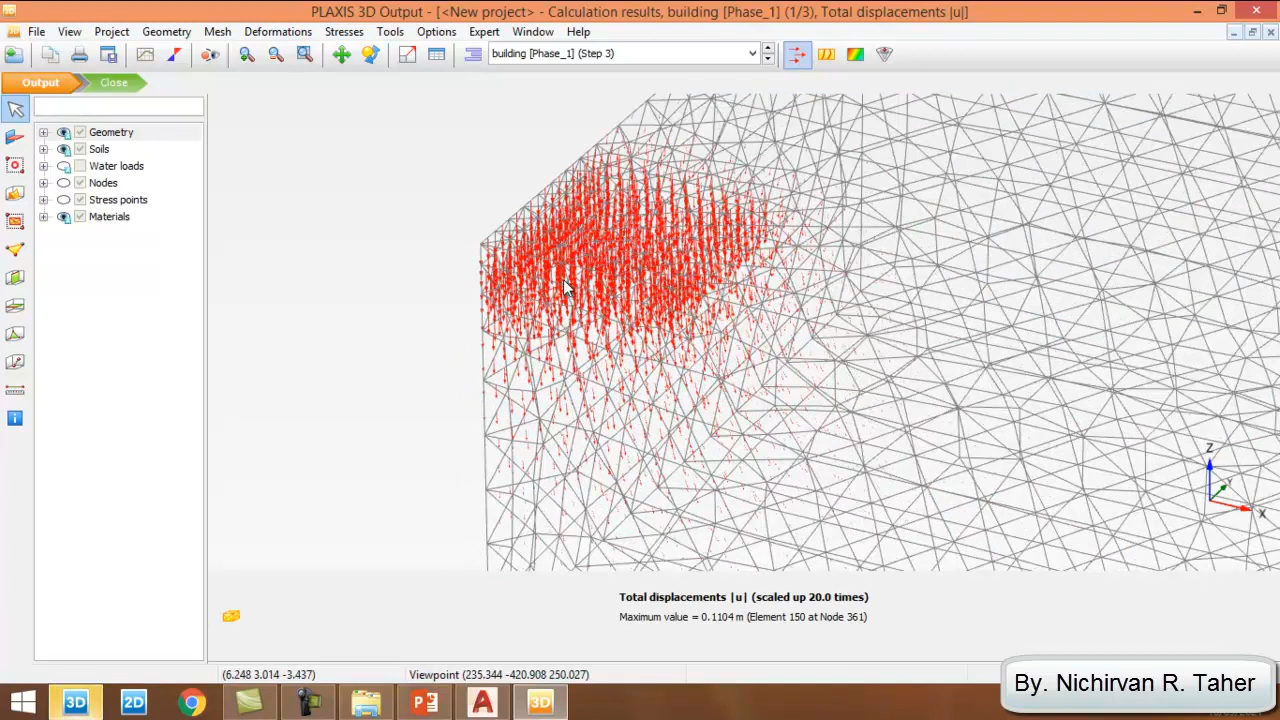 PLAXIS 3D Output - [<New project> - Calculation results, building [Phase_1] (1/3), Total displacements |u|]
File View Project Geometry Mesh Deformations Stresses Tools Options Expert Window Help
building [Phase_1] (Step 3)
Output Close
Geometry
Soils
Water loads
Nodes
Stress points
Materials
Z
Y
X
Total displacements |u| (scaled up 20.0 times)
Maximum value = 0.1104 m (Element 150 at Node 361)
(6.248 3.014 -3.437) Viewpoint (235.344 -420.908 250.027)
By. Nichirvan R. Taher
3D 2D 3D